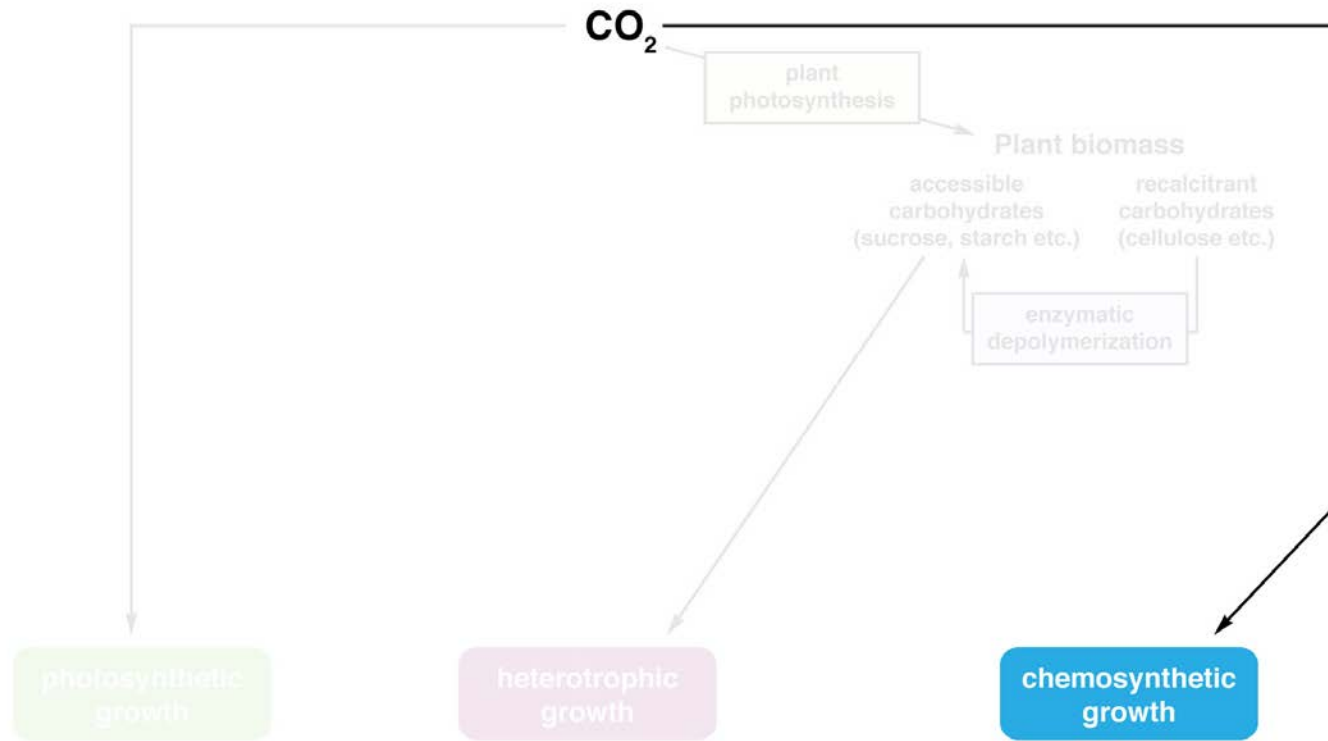 CO₂
plant
photosynthesis
Plant biomass
accessible
carbohydrates
(sucrose, starch etc.)
recalcitrant
carbohydrates
(cellulose etc.)
enzymatic
depolymerization
photosynthetic
growth
heterotrophic
growth
chemosynthetic
growth